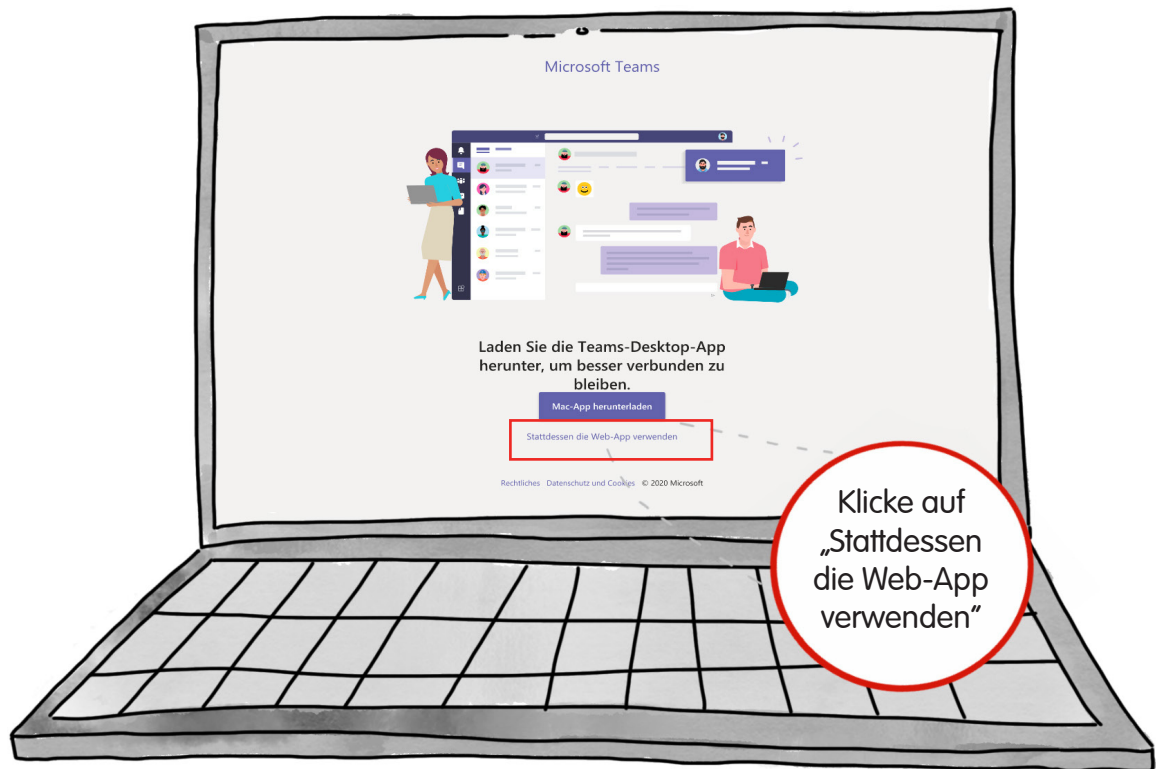 Microsoft Teams
Laden Sie die Teams-Desktop-App
herunter, um besser verbunden zu
bleiben.
Mac-App herunterladen
Stattdessen die Web-App verwenden
Rechtliches Datenschutz und Cookies © 2020 Microsoft
Klicke auf
„Stattdessen
die Web-App
verwenden”